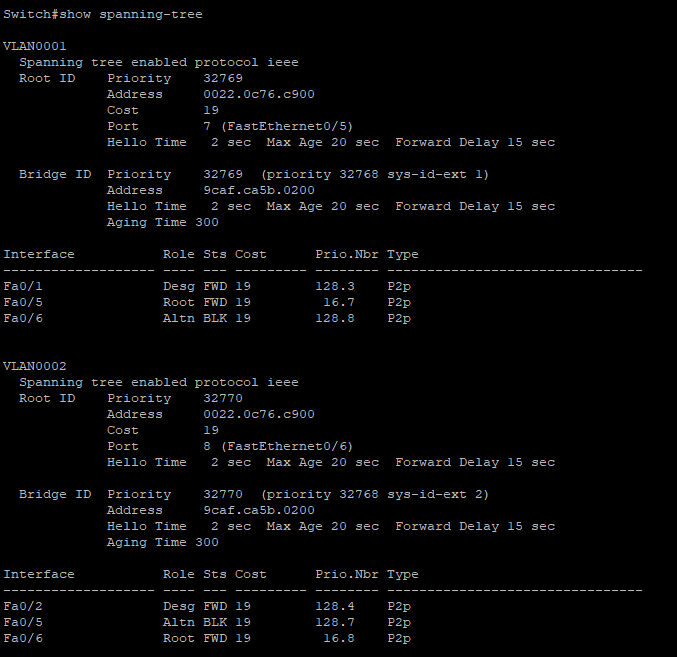 Switch#show spanning-tree

VLAN0001
  Spanning tree enabled protocol ieee
  Root ID    Priority    32769
             Address     0022.0c76.c900
             Cost        19
             Port        7 (FastEthernet0/5)
             Hello Time   2 sec  Max Age 20 sec  Forward Delay 15 sec

  Bridge ID  Priority    32769  (priority 32768 sys-id-ext 1)
             Address     9caf.ca5b.0200
             Hello Time   2 sec  Max Age 20 sec  Forward Delay 15 sec
             Aging Time 300

Interface           Role Sts Cost      Prio.Nbr Type
------------------- ---- --- --------- -------- --------------------------------
Fa0/1               Desg FWD 19        128.3    P2p
Fa0/5               Root FWD 19         16.7    P2p
Fa0/6               Altn BLK 19        128.8    P2p


VLAN0002
  Spanning tree enabled protocol ieee
  Root ID    Priority    32770
             Address     0022.0c76.c900
             Cost        19
             Port        8 (FastEthernet0/6)
             Hello Time   2 sec  Max Age 20 sec  Forward Delay 15 sec

  Bridge ID  Priority    32770  (priority 32768 sys-id-ext 2)
             Address     9caf.ca5b.0200
             Hello Time   2 sec  Max Age 20 sec  Forward Delay 15 sec
             Aging Time 300

Interface           Role Sts Cost      Prio.Nbr Type
------------------- ---- --- --------- -------- --------------------------------
Fa0/2               Desg FWD 19        128.4    P2p
Fa0/5               Altn BLK 19        128.7    P2p
Fa0/6               Root FWD 19         16.8    P2p